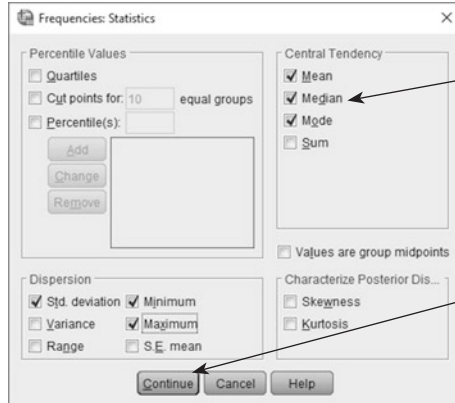 Frequencies: Statistics
Percentile Values
Quartiles
Cut points for: 10 equal groups
Percentile(s):
Add
Change
Remove
Central Tendency
Mean
Median
Mode
Sum
Values are group midpoints
Dispersion
Std. deviation Minimum
Variance Maximum
Range S.E. mean
Characterize Posterior Dis...
Skewness
Kurtosis
Continue Cancel Help